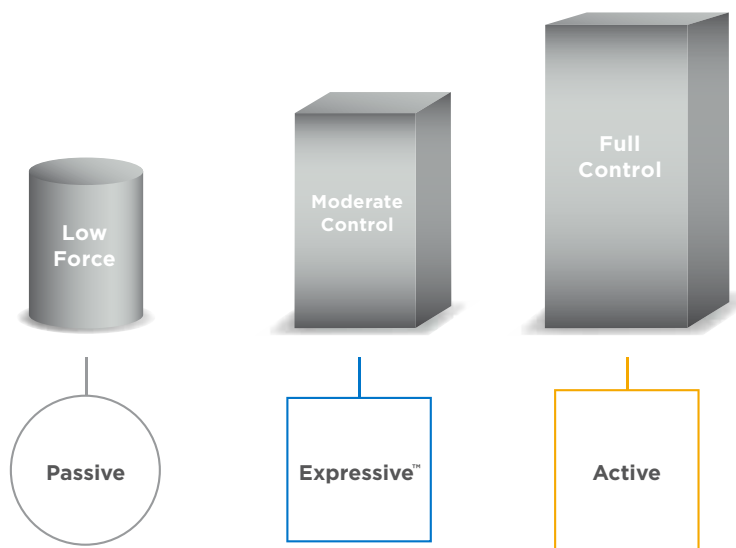 Low
Force
Moderate
Control
Full
Control
Passive
Expressive™
Active